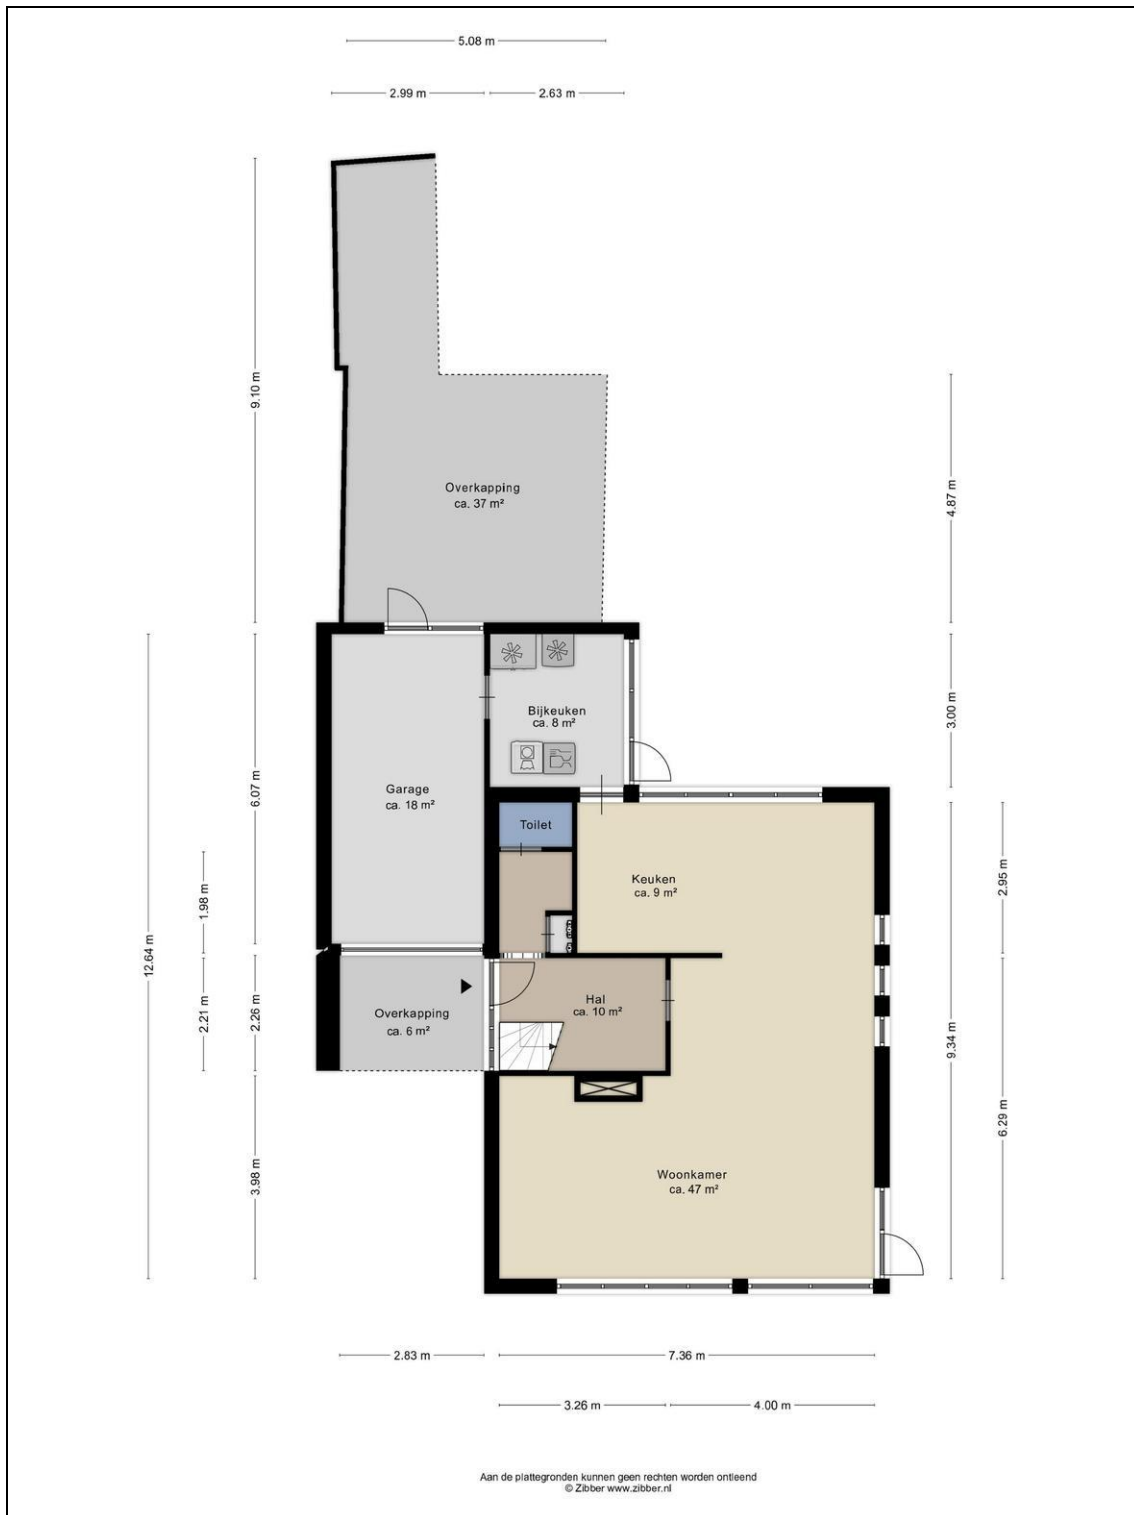 5.08 m
2.99 m
2.63 m
9.10 m
4.87 m
Overkapping
ca. 37 m²
Bijkeuken
ca. 8 m²
3.00 m
Garage
ca. 18 m²
6.07 m
Toilet
Keuken
ca. 9 m²
2.95 m
1.98 m
12.64 m
Hal
ca. 10 m²
Overkapping
ca. 6 m²
2.21 m
2.26 m
9.34 m
6.29 m
3.98 m
Woonkamer
ca. 47 m²
2.83 m
7.36 m
3.26 m
4.00 m
Aan de plattegronden kunnen geen rechten worden ontleend
© Zibber www.zibber.nl